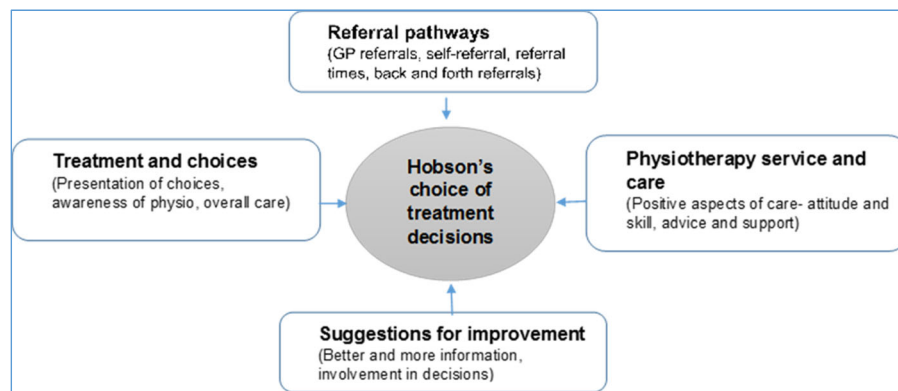 Referral pathways
(GP referrals, self-referral, referral
times, back and forth referrals)
Treatment and choices
(Presentation of choices,
awareness of physio, overall care)
Hobson's
choice of
treatment
decisions
Physiotherapy service and
care
(Positive aspects of care- attitude and
skill, advice and support)
Suggestions for improvement
(Better and more information,
involvement in decisions)